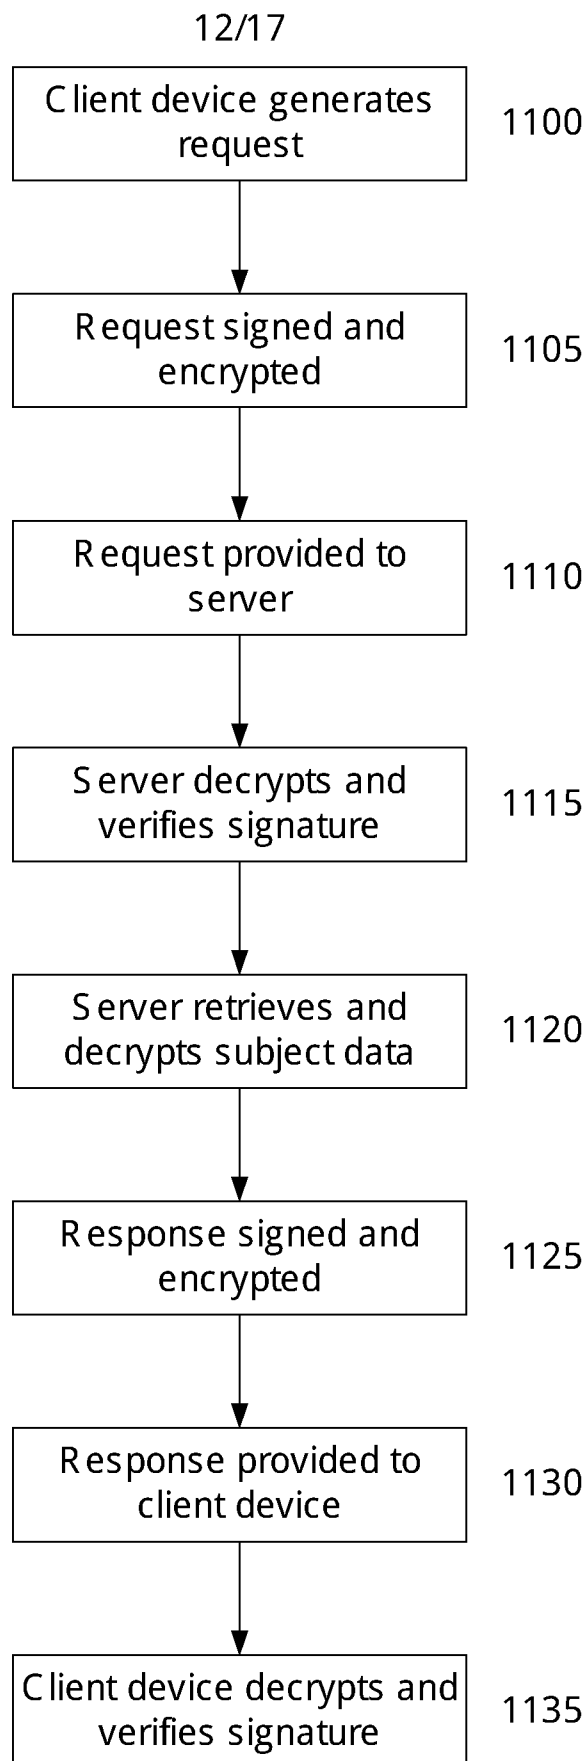 12/17
Client device generates
request
1100
Request signed and
encrypted
1105
Request provided to
server
1110
Server decrypts and
verifies signature
1115
Server retrieves and
decrypts subject data
1120
Response signed and
encrypted
1125
Response provided to
client device
1130
Client device decrypts and
verifies signature
1135